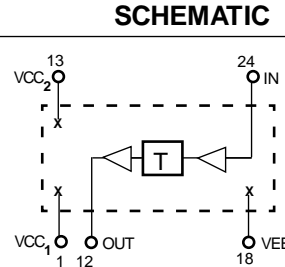 SCHEMATIC
13 24
VCC2 IN
x
T
x x
VCC1 OUT VEE
1 12 18